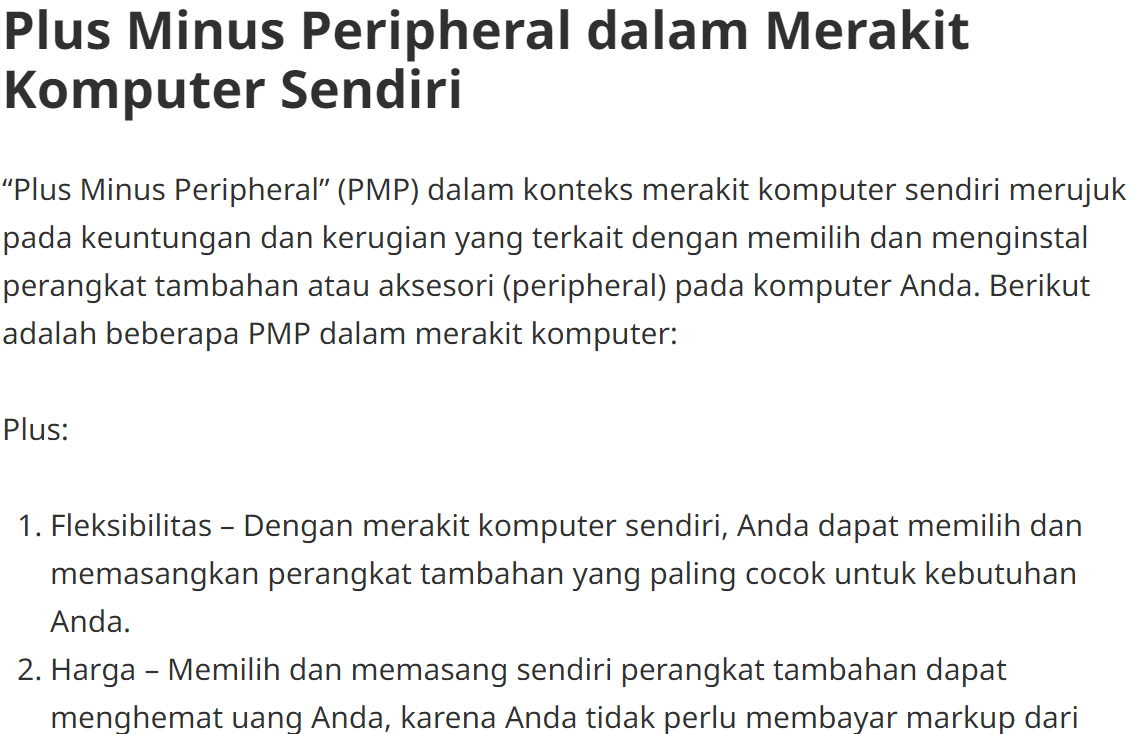 Plus Minus Peripheral dalam Merakit
Komputer Sendiri
“Plus Minus Peripheral” (PMP) dalam konteks merakit komputer sendiri merujuk
pada keuntungan dan kerugian yang terkait dengan memilih dan menginstal
perangkat tambahan atau aksesori (peripheral) pada komputer Anda. Berikut
adalah beberapa PMP dalam merakit komputer:
Plus:
1. Fleksibilitas – Dengan merakit komputer sendiri, Anda dapat memilih dan
memasangkan perangkat tambahan yang paling cocok untuk kebutuhan
Anda.
2. Harga – Memilih dan memasang sendiri perangkat tambahan dapat
menghemat uang Anda, karena Anda tidak perlu membayar markup dari